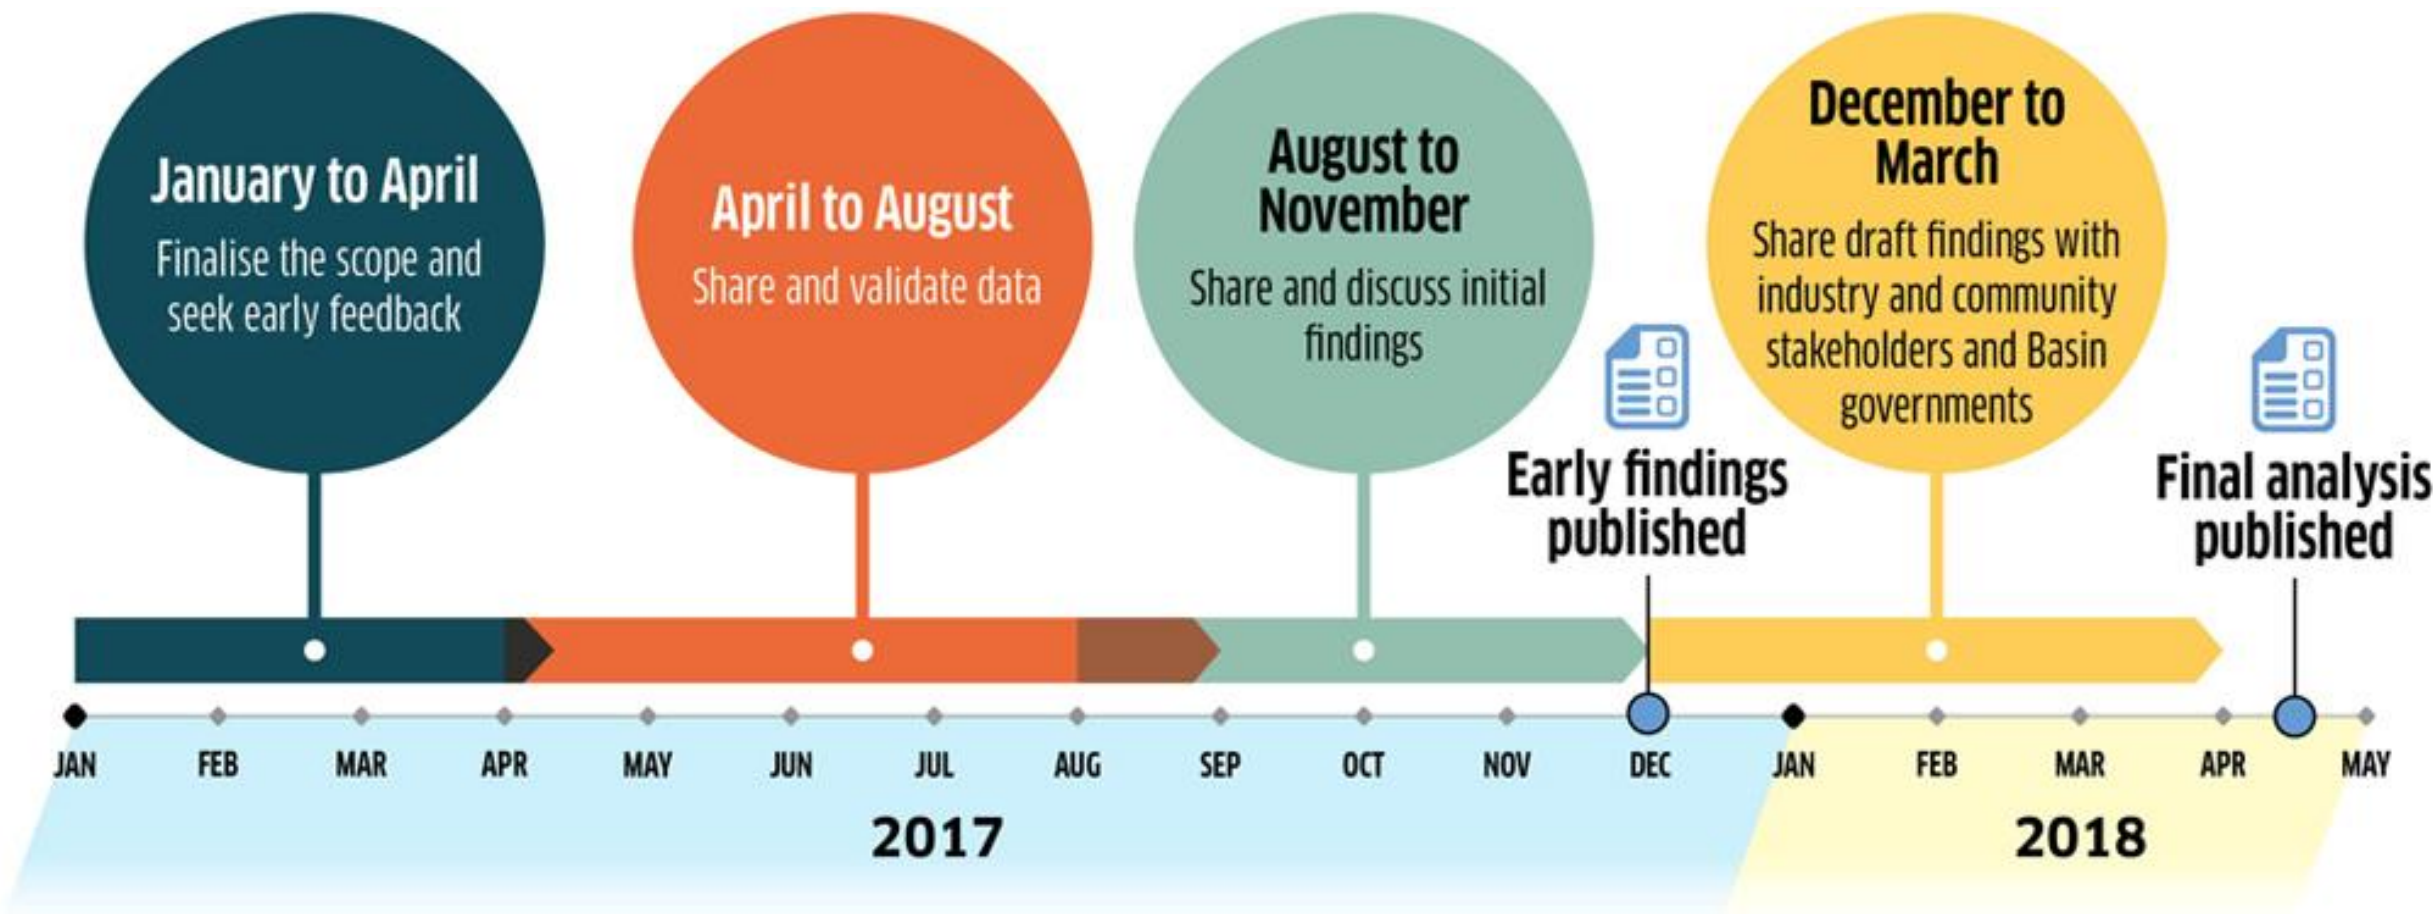 January to April
Finalise the scope and
seek early feedback
April to August
Share and validate data
August to
November
Share and discuss initial
findings
December to
March
Share draft findings with
industry and community
stakeholders and Basin
governments
Early findings
published
Final analysis
published
JAN FEB MAR APR MAY JUN JUL AUG SEP OCT NOV DEC JAN FEB MAR APR MAY
2017 2018